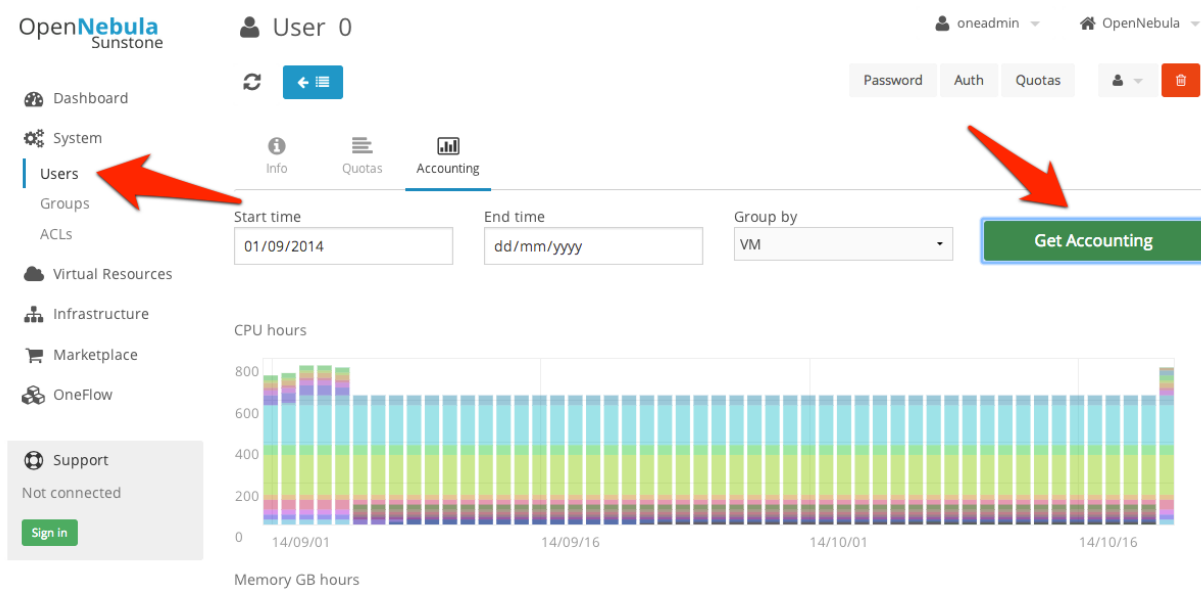 OpenNebula
Sunstone
User 0
oneadmin
OpenNebula
Password
Auth
Quotas
Dashboard
System
Users
Groups
ACLs
Virtual Resources
Infrastructure
Marketplace
OneFlow
Support
Not connected
Sign in
Info
Quotas
Accounting
Start time
End time
Group by
01/09/2014
dd/mm/yyyy
VM
Get Accounting
CPU hours
800
600
400
200
0
14/09/01
14/09/16
14/10/01
14/10/16
Memory GB hours